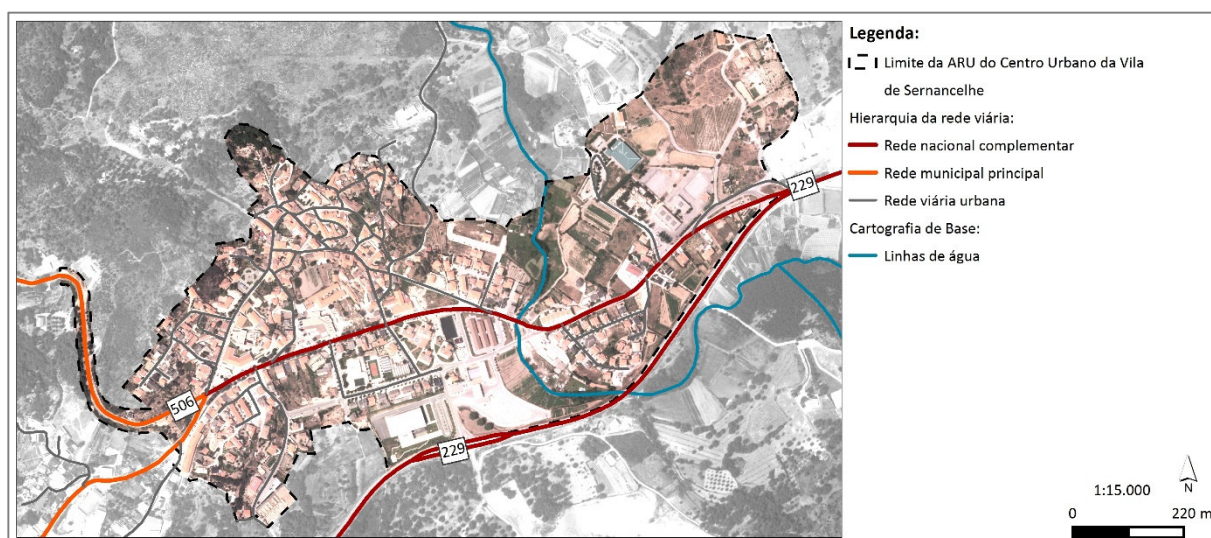 Legenda:
Limite da ARU do Centro Urbano da Vila
de Sernancelhe
Hierarquia da rede viária:
Rede nacional complementar
Rede municipal principal
Rede viária urbana
Cartografia de Base:
Linhas de água
229
506
229
1:15.000
N
0 220 m